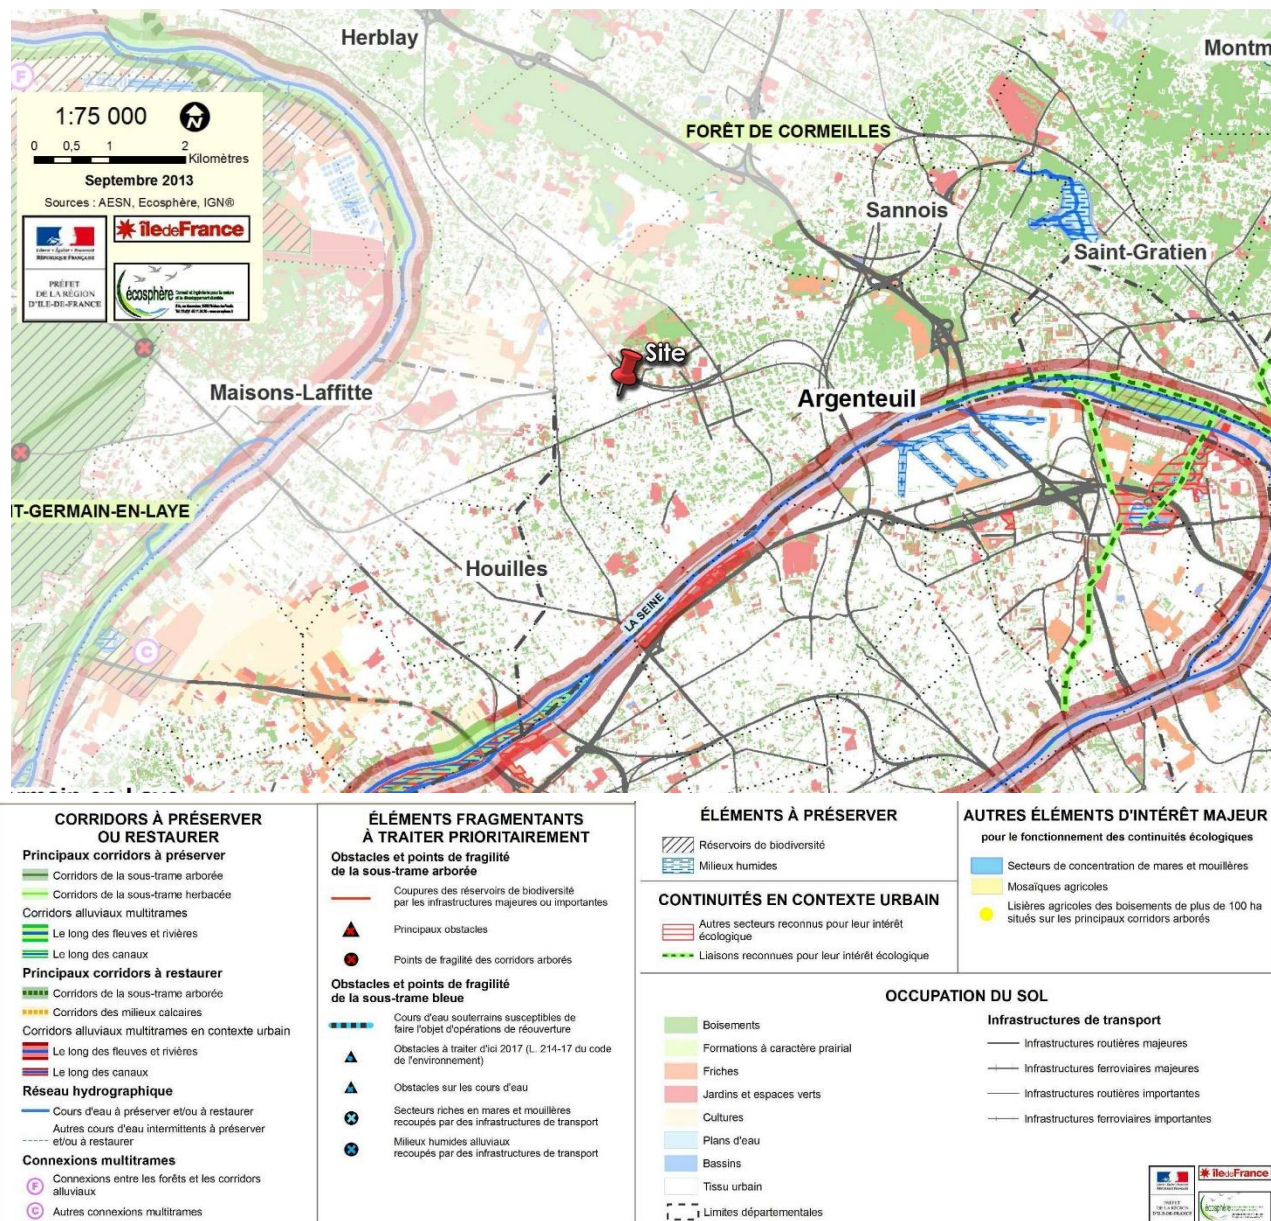 Herblay
Montm
F
1:75 000
N
0 0,5 1 2
Kilomètres
Septembre 2013
Sources : AESN, Ecosphère, IGN®
RÉPUBLIQUE FRANÇAISE
PRÉFET
DE LA RÉGION
D'ILE-DE-FRANCE
îledeFrance
écosphère
FORÊT DE CORMEILLES
Sannois
Saint-Gratien
Site
Maisons-Laffitte
Argenteuil
T-GERMAIN-EN-LAYE
Houilles
LA SEINE
C
CORRIDORS À PRÉSERVER
OU RESTAURER
Principaux corridors à préserver
Corridors de la sous-trame arborée
Corridors de la sous-trame herbacée
Corridors alluviaux multitrames
Le long des fleuves et rivières
Le long des canaux
Principaux corridors à restaurer
Corridors de la sous-trame arborée
Corridors des milieux calcaires
Corridors alluviaux multitrames en contexte urbain
Le long des fleuves et rivières
Le long des canaux
Réseau hydrographique
Cours d'eau à préserver et/ou à restaurer
Autres cours d'eau intermittents à préserver
et/ou à restaurer
Connexions multitrames
F Connexions entre les forêts et les corridors
alluviaux
C Autres connexions multitrames
ÉLÉMENTS FRAGMENTANTS
À TRAITER PRIORITAIREMENT
Obstacles et points de fragilité
de la sous-trame arborée
Coupures des réservoirs de biodiversité
par les infrastructures majeures ou importantes
Principaux obstacles
Points de fragilité des corridors arborés
Obstacles et points de fragilité
de la sous-trame bleue
Cours d'eau souterrains susceptibles de
faire l'objet d'opérations de réouverture
Obstacles à traiter d'ici 2017 (L. 214-17 du code
de l'environnement)
Obstacles sur les cours d'eau
Secteurs riches en mares et mouillères
recoupés par des infrastructures de transport
Milieux humides alluviaux
recoupés par des infrastructures de transport
ÉLÉMENTS À PRÉSERVER
Réservoirs de biodiversité
Milieux humides
CONTINUITÉS EN CONTEXTE URBAIN
Autres secteurs reconnus pour leur intérêt
écologique
Liaisons reconnues pour leur intérêt écologique
AUTRES ÉLÉMENTS D'INTÉRÊT MAJEUR
pour le fonctionnement des continuités écologiques
Secteurs de concentration de mares et mouillères
Mosaïques agricoles
Lisières agricoles des boisements de plus de 100 ha
situés sur les principaux corridors arborés
OCCUPATION DU SOL
Boisements
Formations à caractère prairial
Friches
Jardins et espaces verts
Cultures
Plans d'eau
Bassins
Tissu urbain
Limites départementales
Infrastructures de transport
Infrastructures routières majeures
Infrastructures ferroviaires majeures
Infrastructures routières importantes
Infrastructures ferroviaires importantes
îledeFrance
écosphère